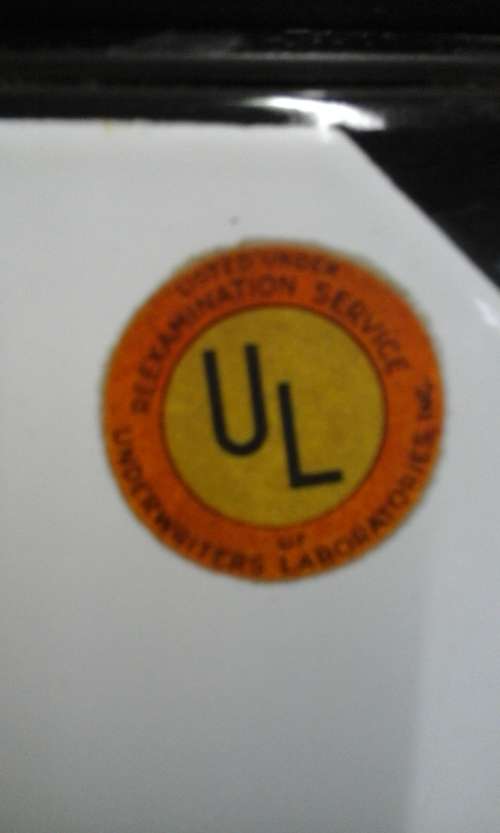 LISTED UNDER
REEXAMINATION SERVICE
UL
OF
UNDERWRITERS LABORATORIES, INC.